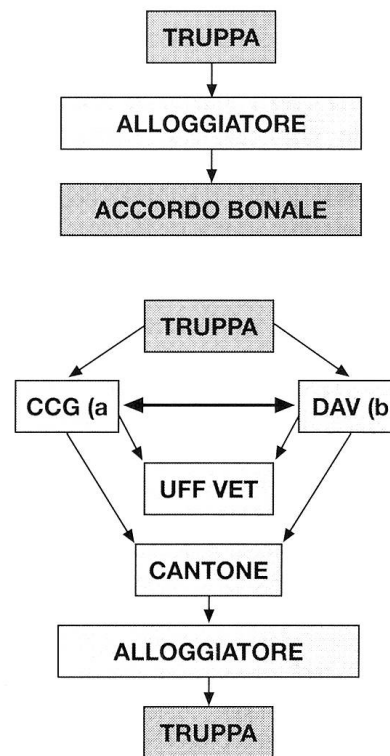 TRUPPA
ALLOGGIATORE
ACCORDO BONALE
TRUPPA
CCG (a
DAV (b
UFF VET
CANTONE
ALLOGGIATORE
TRUPPA